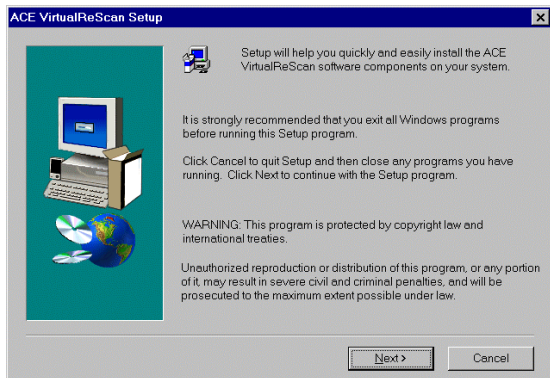 ACE VirtualReScan Setup
Setup will help you quickly and easily install the ACE
VirtualReScan software components on your system.
It is strongly recommended that you exit all Windows programs
before running this Setup program.
Click Cancel to quit Setup and then close any programs you have
running. Click Next to continue with the Setup program.
WARNING: This program is protected by copyright law and
international treaties.
Unauthorized reproduction or distribution of this program, or any portion
of it, may result in severe civil and criminal penalties, and will be
prosecuted to the maximum extent possible under law.
Next >
Cancel